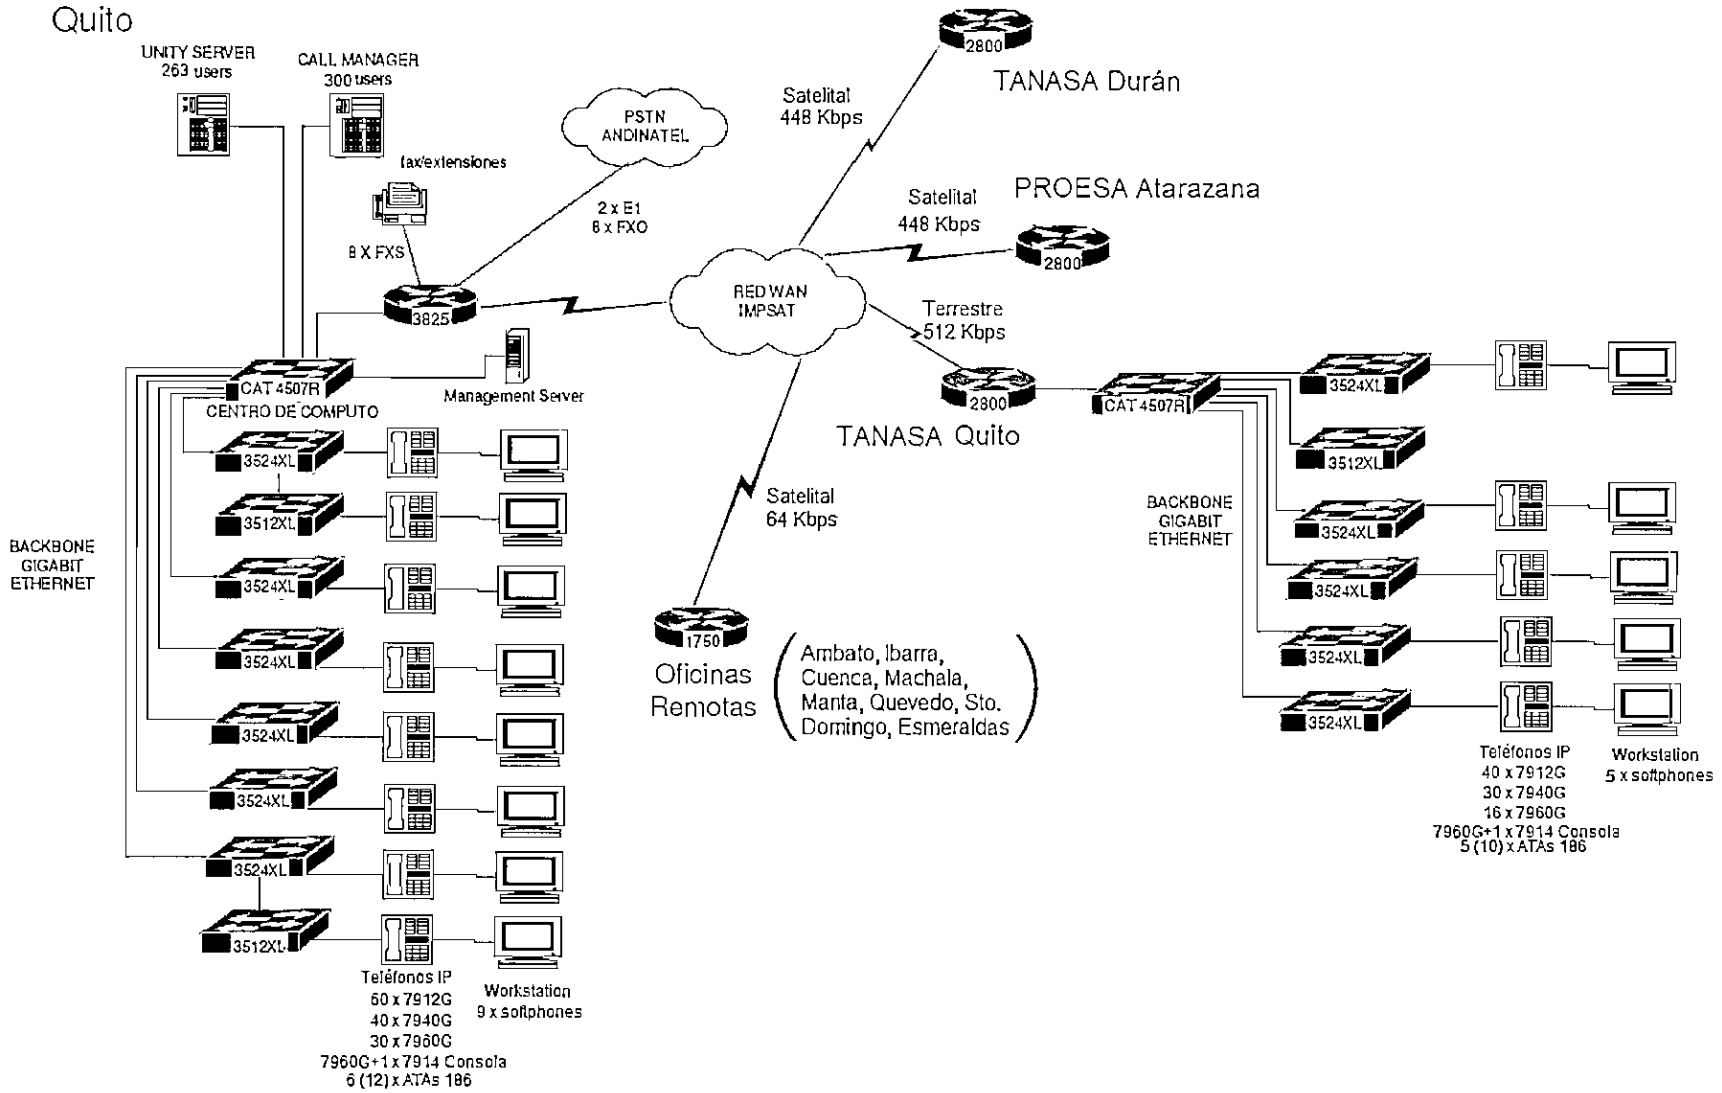 Quito
UNITY SERVER
263 users
CALL MANAGER
300 users
fax/extensiones
8 X FXS
PSTN
ANDINATEL
2 x E1
8 x FXO
3825
CAT 4507R
CENTRO DE COMPUTO
Management Server
RED WAN
IMPSAT
Satelital
448 Kbps
2800
TANASA Durán
Satelital
448 Kbps
PROESA Atarazana
2800
Terrestre
512 Kbps
2800
TANASA Quito
Satelital
64 Kbps
1750
Oficinas
Remotas
Ambato, Ibarra,
Cuenca, Machala,
Manta, Quevedo, Sto.
Domingo, Esmeraldas
BACKBONE
GIGABIT
ETHERNET
3524XL
3512XL
3524XL
3524XL
3524XL
3524XL
3524XL
3512XL
Teléfonos IP
60 x 7912G
40 x 7940G
30 x 7960G
7960G+1 x 7914 Consola
6 (12) x ATAs 186
Workstation
9 x softphones
CAT 4507R
BACKBONE
GIGABIT
ETHERNET
3524XL
3512XL
3524XL
3524XL
3524XL
3524XL
Teléfonos IP
40 x 7912G
30 x 7940G
16 x 7960G
7960G+1 x 7914 Consola
5 (10) x ATAs 186
Workstation
5 x softphones